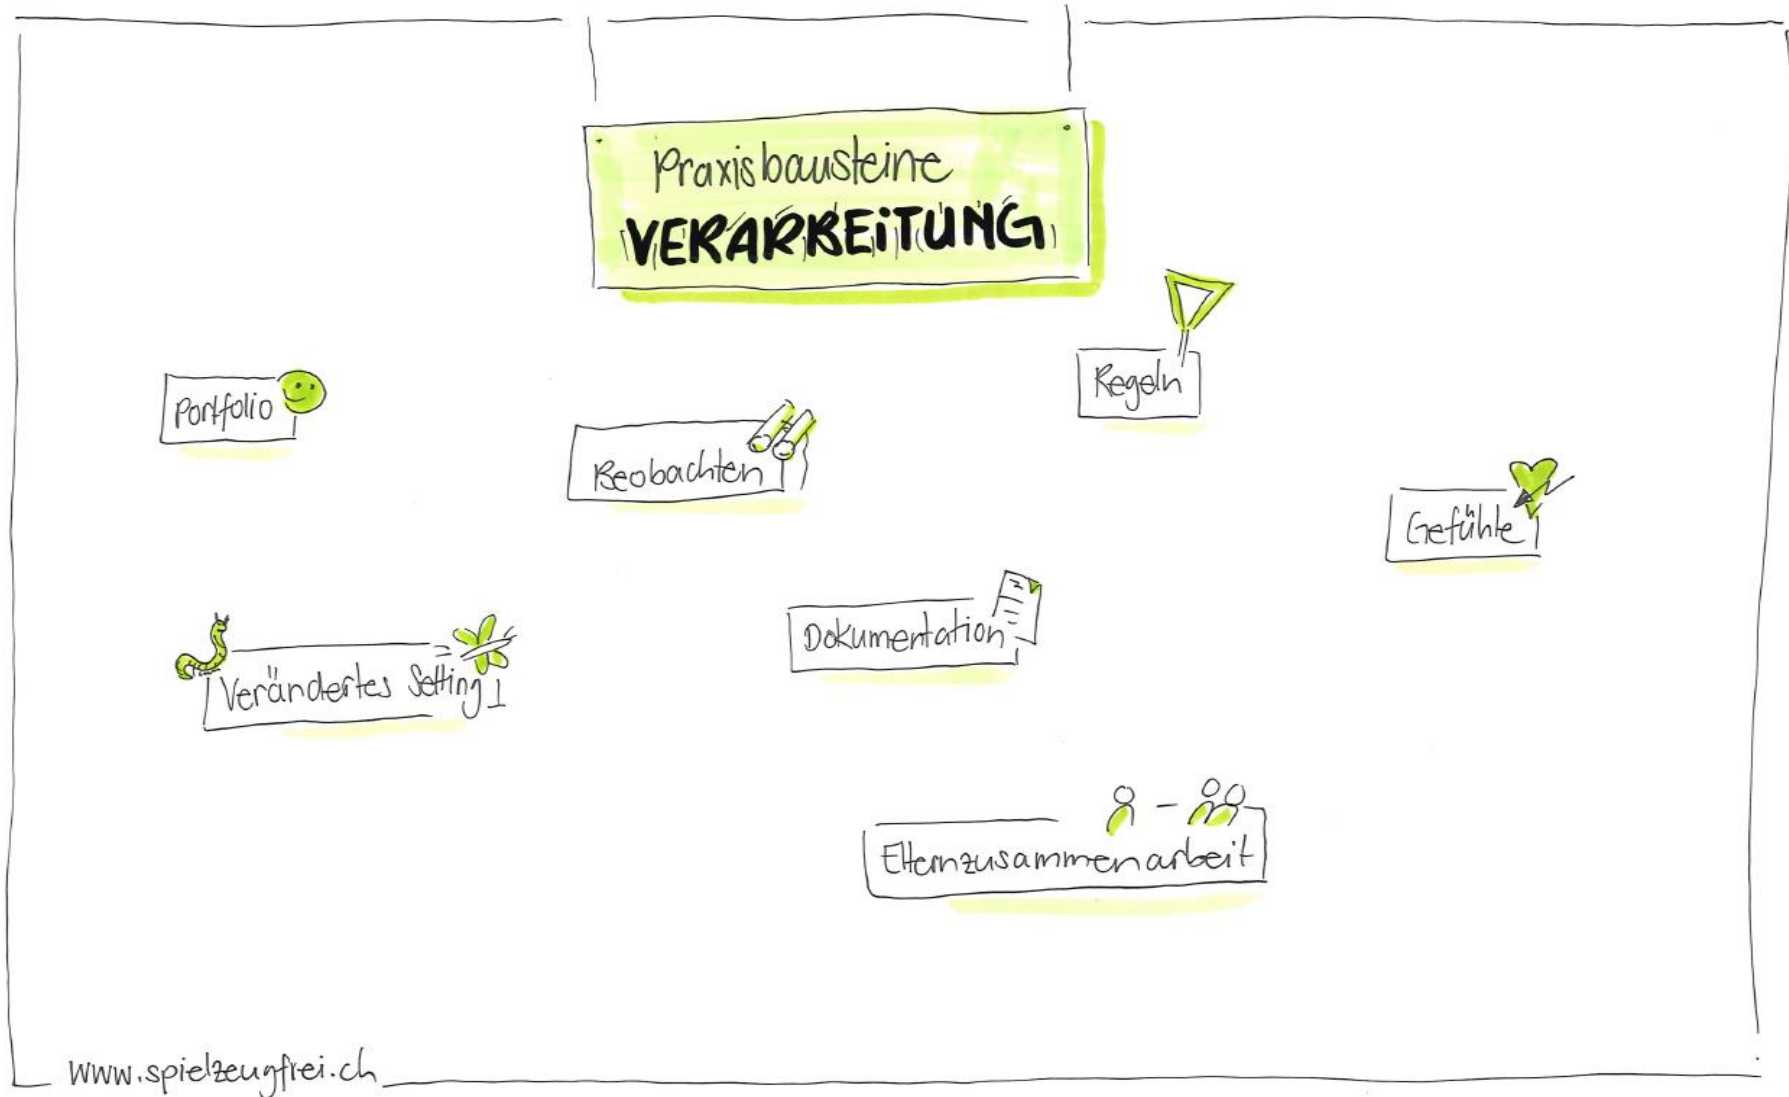 Praxisbausteine
VERARBEiTUNG
Regeln
Portfolio
Beobachten
Gefühle
Dokumentation
Verändertes Setting
Elternzusammenarbeit
www.spielzeugfrei.ch